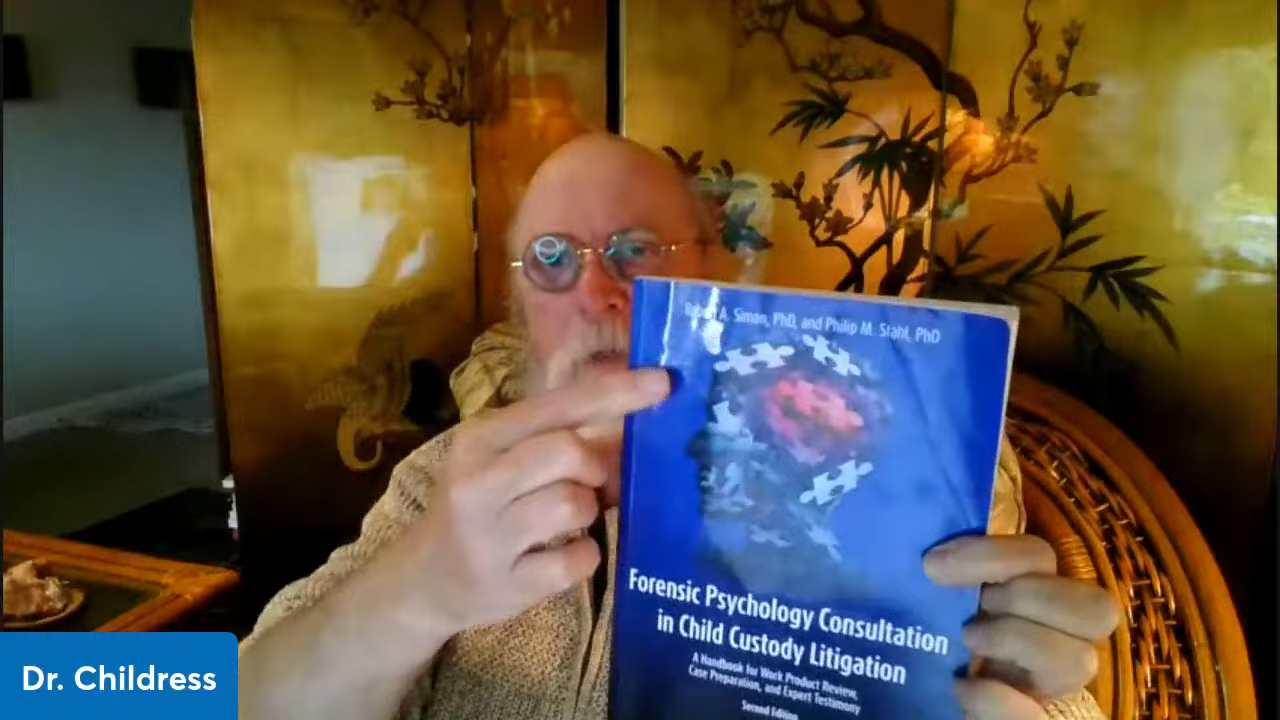 A. Simon, PhD, and Philip M. Stahl, PhD
Forensic Psychology Consultation
in Child Custody Litigation
A Handbook for Work Product Review,
Case Preparation, and Expert Testimony
Second Edition
Dr. Childress